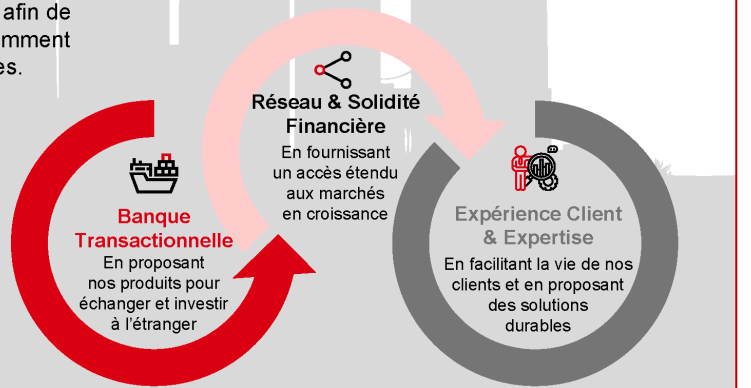 afin de
mment
es.
Réseau & Solidité
Financière
En fournissant
un accès étendu
aux marchés
en croissance
Banque
Transactionnelle
En proposant
nos produits pour
échanger et investir
à l'étranger
Expérience Client
& Expertise
En facilitant la vie de nos
clients et en proposant
des solutions
durables